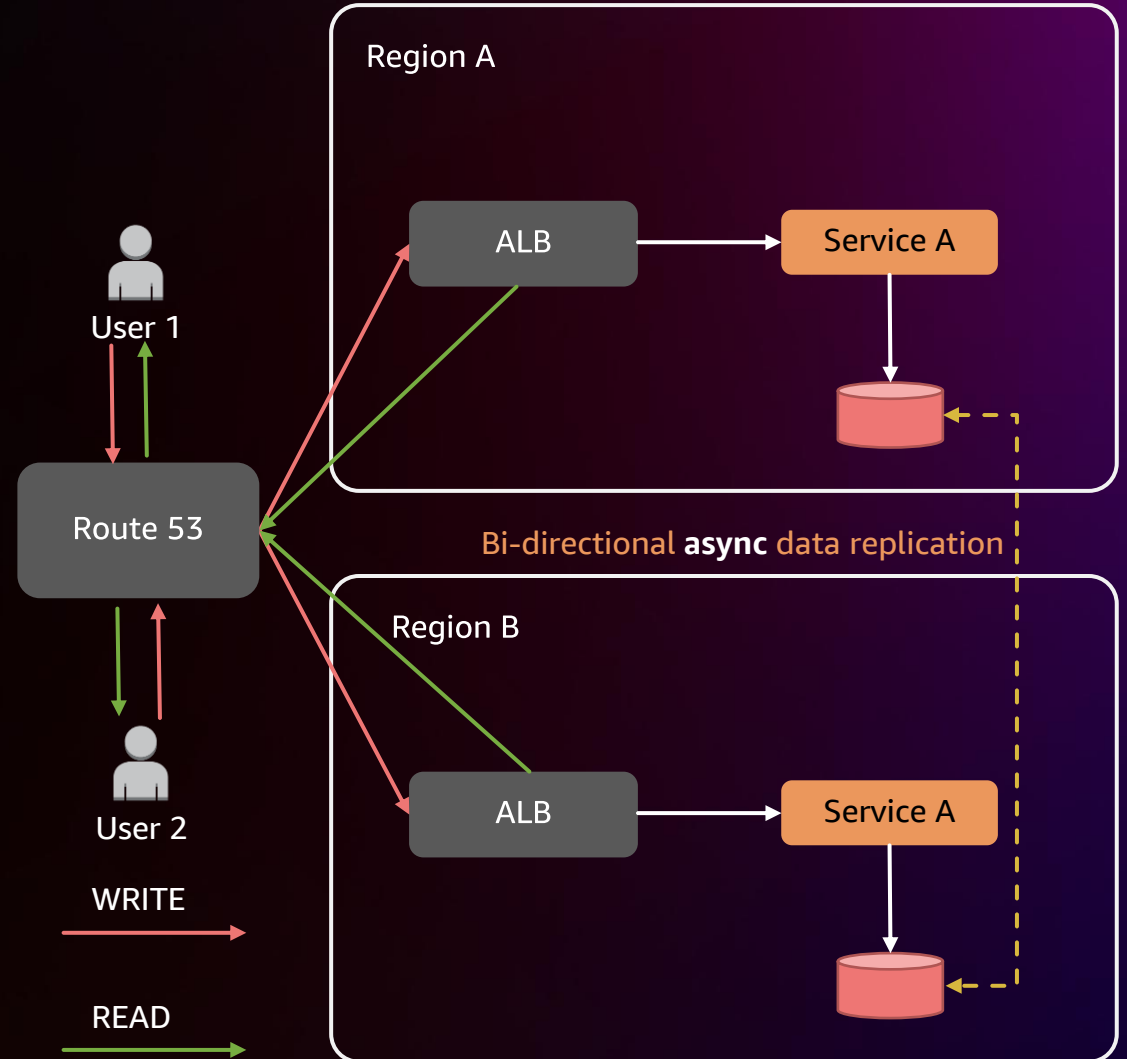 Region A
ALB
Service A
User 1
Route 53
Bi-directional async data replication
Region B
User 2
ALB
Service A
WRITE
READ